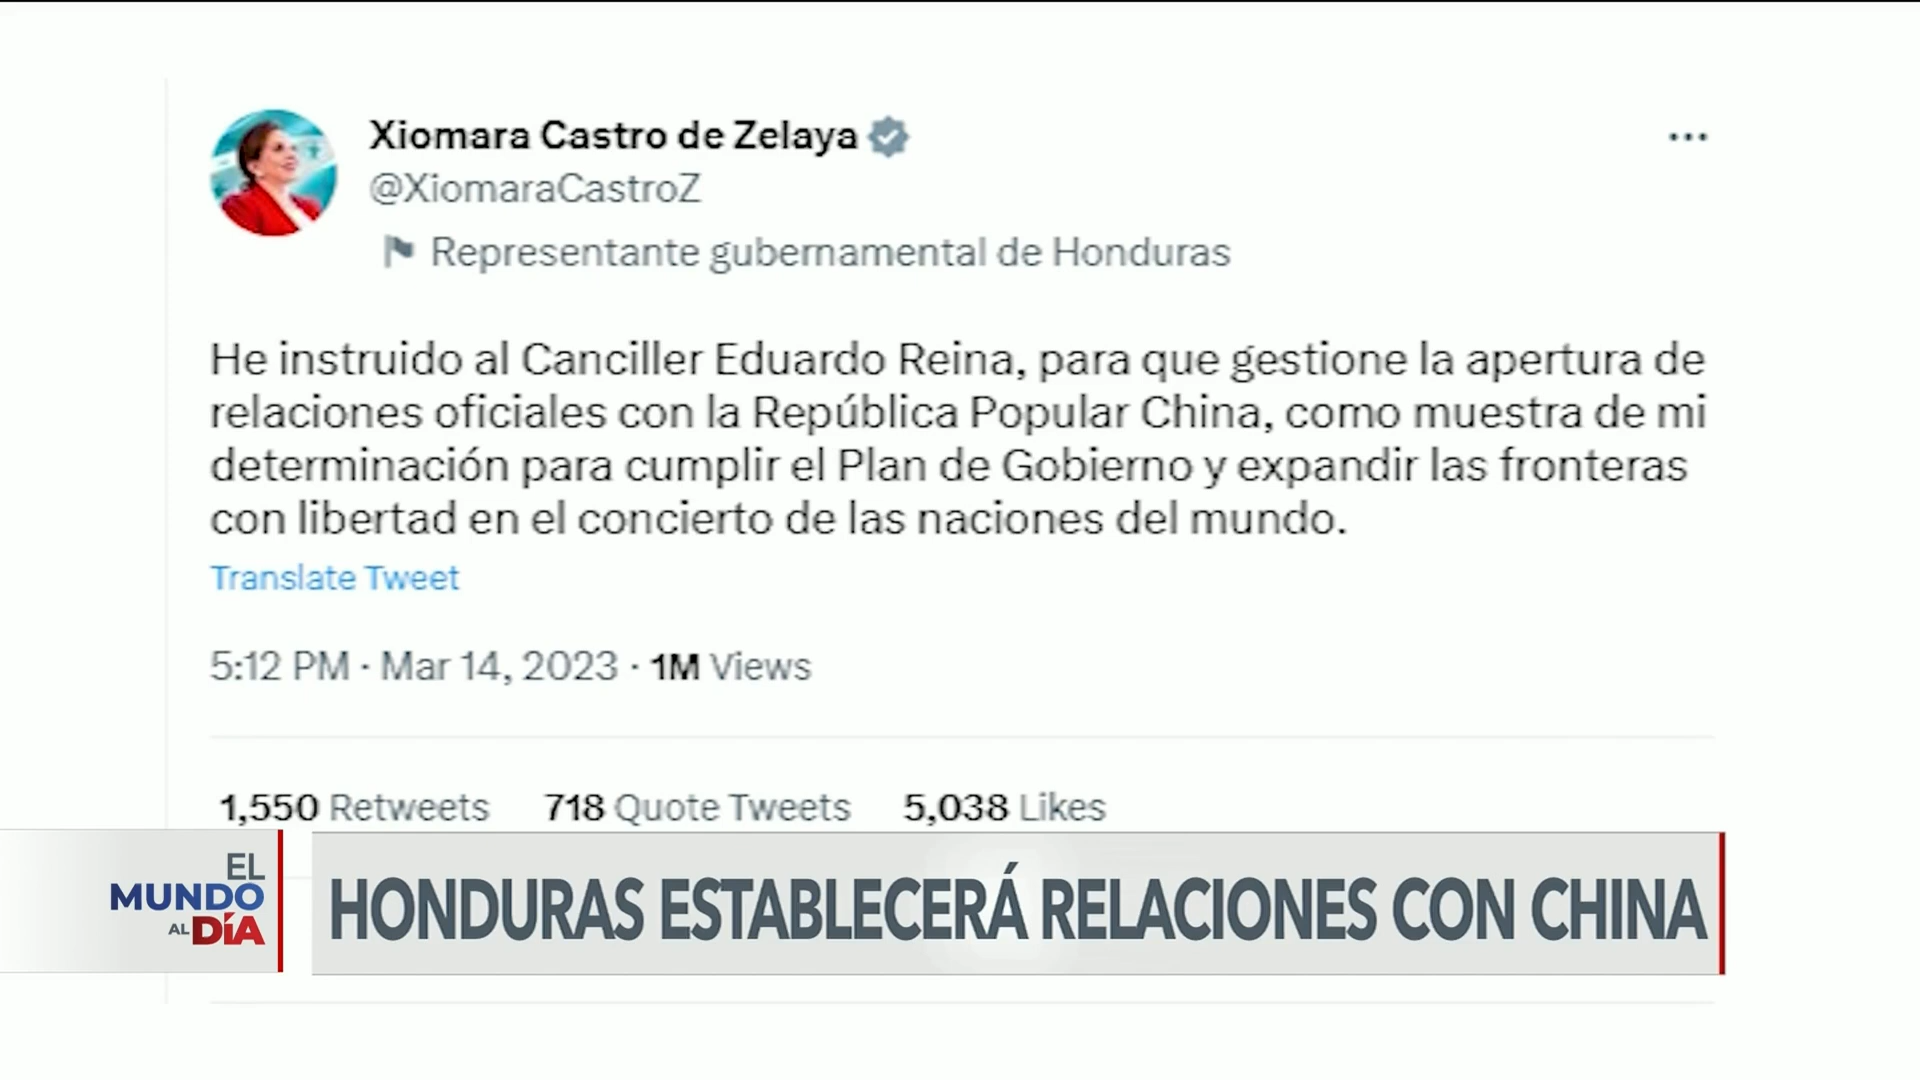 Xiomara Castro de Zelaya
@XiomaraCastroZ
Representante gubernamental de Honduras
He instruido al Canciller Eduardo Reina, para que gestione la apertura de
relaciones oficiales con la República Popular China, como muestra de mi
determinación para cumplir el Plan de Gobierno y expandir las fronteras
con libertad en el concierto de las naciones del mundo.
Translate Tweet
5:12 PM · Mar 14, 2023 · 1M Views
1,550 Retweets 718 Quote Tweets 5,038 Likes
EL
MUNDO
AL DÍA
HONDURAS ESTABLECERÁ RELACIONES CON CHINA